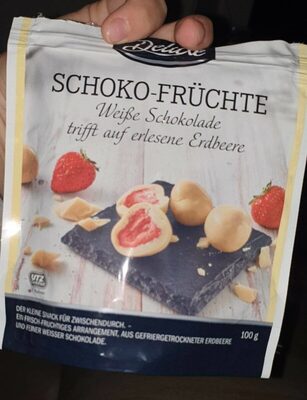 Deluxe
SCHOKO-FRÜCHTE
Weiße Schokolade
trifft auf erlesene Erdbeere
UTZ
DER KLEINE SNACK FÜR ZWISCHENDURCH. –
EIN FRISCH-FRUCHTIGES ARRANGEMENT, AUS GEFRIERGETROCKNETER ERDBEERE
UND FEINER WEISSER SCHOKOLADE.
100 g